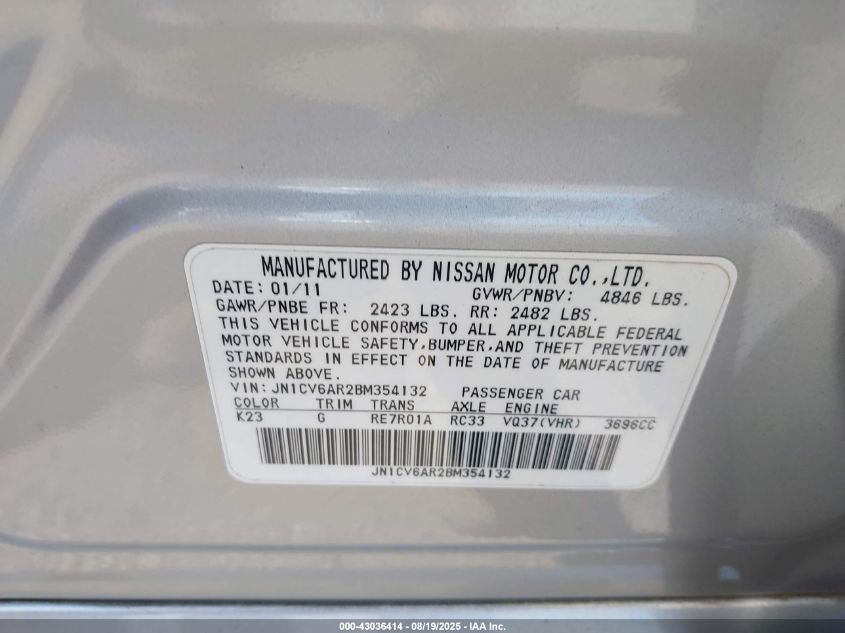 MANUFACTURED BY NISSAN MOTOR CO.,LTD.
DATE: 01/11 GVWR/PNBV: 4846 LBS.
GAWR/PNBE FR: 2423 LBS. RR: 2482 LBS.
THIS VEHICLE CONFORMS TO ALL APPLICABLE FEDERAL
MOTOR VEHICLE SAFETY,BUMPER,AND THEFT PREVENTION
STANDARDS IN EFFECT ON THE DATE OF MANUFACTURE
SHOWN ABOVE.
VIN: JN1CV6AR2BM354132 PASSENGER CAR
COLOR TRIM TRANS AXLE ENGINE
K23 G RE7R01A RC33 VQ37(VHR) 3696CC
JN1CV6AR2BM354132
000-43036414 - 08/19/2025 - IAA Inc.